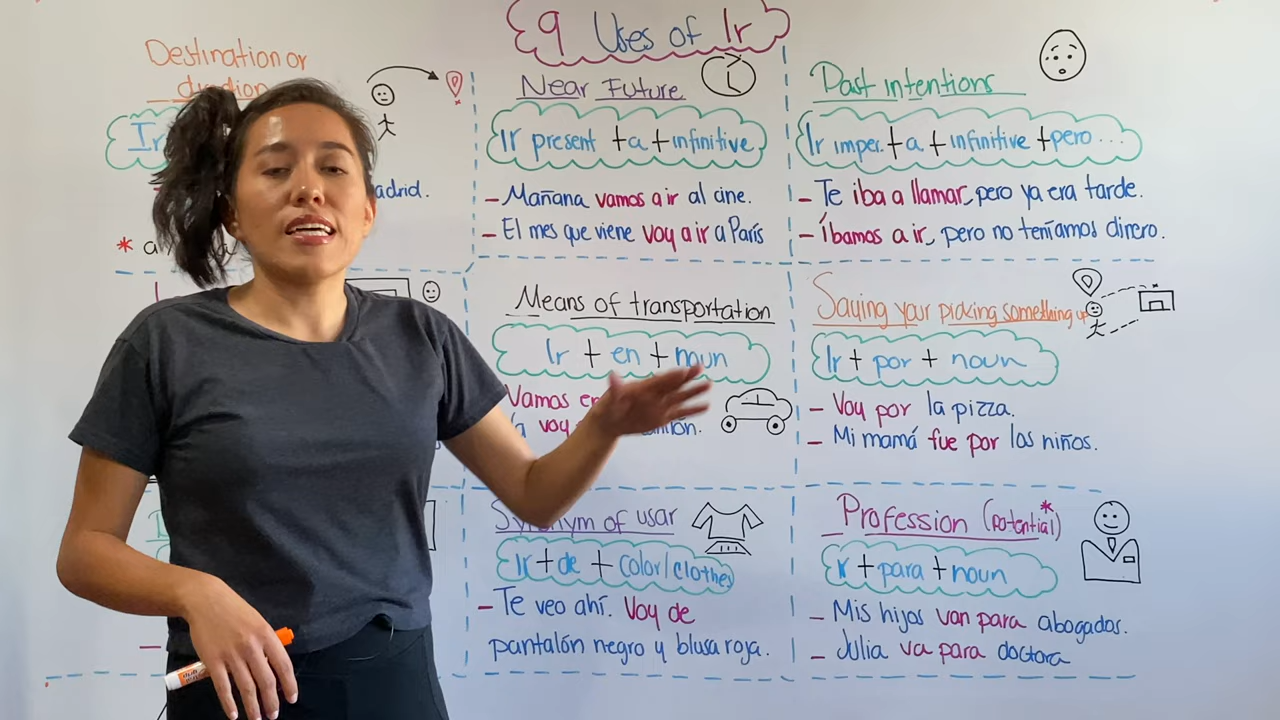 9 Uses of Ir
Destination or
direction
Ir
adrid.
* a
Near Future
Ir present + a + infinitive
- Mañana vamos a ir al cine.
- El mes que viene voy a ir a París
Past intentions
Ir imper. + a + infinitive + pero...
- Te iba a llamar, pero ya era tarde.
- íbamos a ir, pero no teníamos dinero.
Means of transportation
Ir + en + noun
Vamos en
voy
Saying your picking something up
Ir + por + noun
- Voy por la pizza.
- Mi mamá fue por los niños.
Synonym of usar
Ir + de + color/clothes
- Te veo ahí. Voy de
pantalón negro y blusa roja.
Profession (potential*)
Ir + para + noun
- Mis hijos van para abogados.
- Julia va para doctora